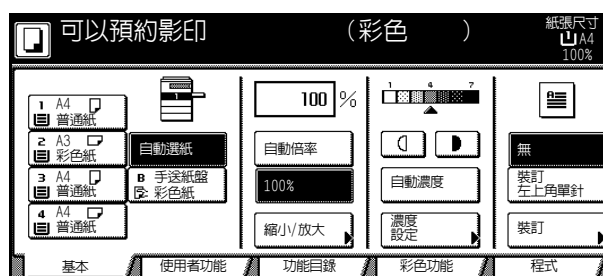 可以預約影印
(彩色 )
紙張尺寸
A4
100%
1 A4
普通紙
2 A3
彩色紙
3 A4
普通紙
4 A4
普通紙
1
自動選紙
B 手送紙盤
彩色紙
100 %
自動倍率
100%
縮小/放大
1 4 7
自動濃度
濃度
設定
無
裝訂
左上角單針
裝訂
基本
使用者功能
功能目錄
彩色功能
程式